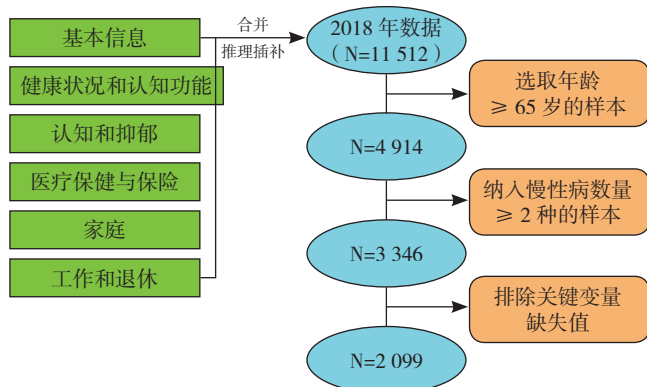 基本信息
健康状况和认知功能
认知和抑郁
医疗保健与保险
家庭
工作和退休
合并
推理插补
2018 年数据
（N=11 512）
选取年龄
≥ 65 岁的样本
N=4 914
纳入慢性病数量
≥ 2 种的样本
N=3 346
排除关键变量
缺失值
N=2 099